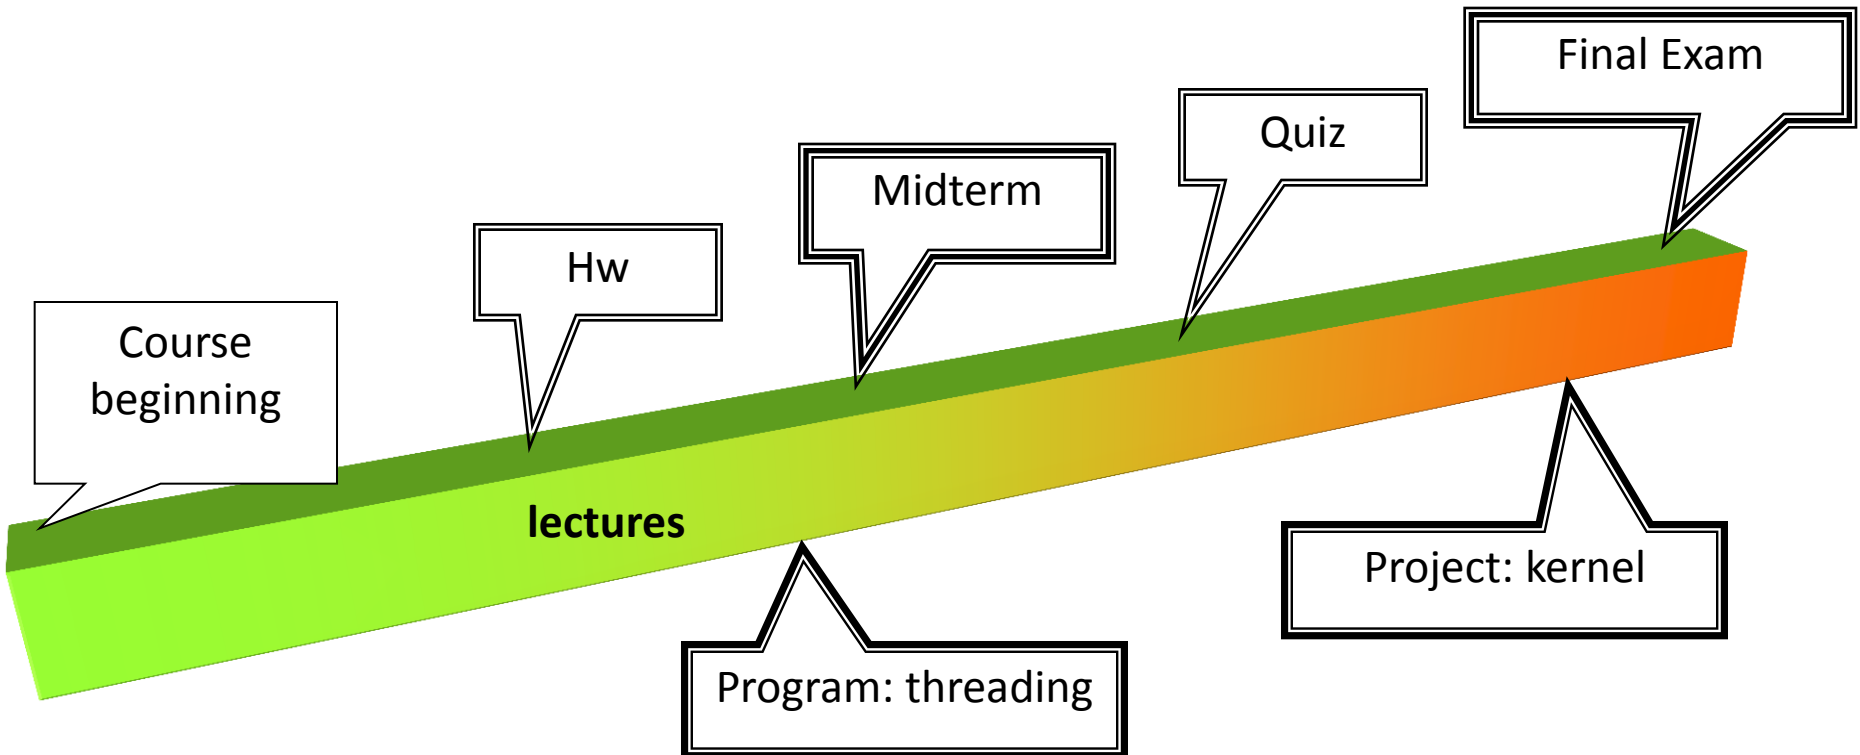 Final Exam
Quiz
Midterm
Hw
Course
beginning
lectures
Project: kernel
Program: threading